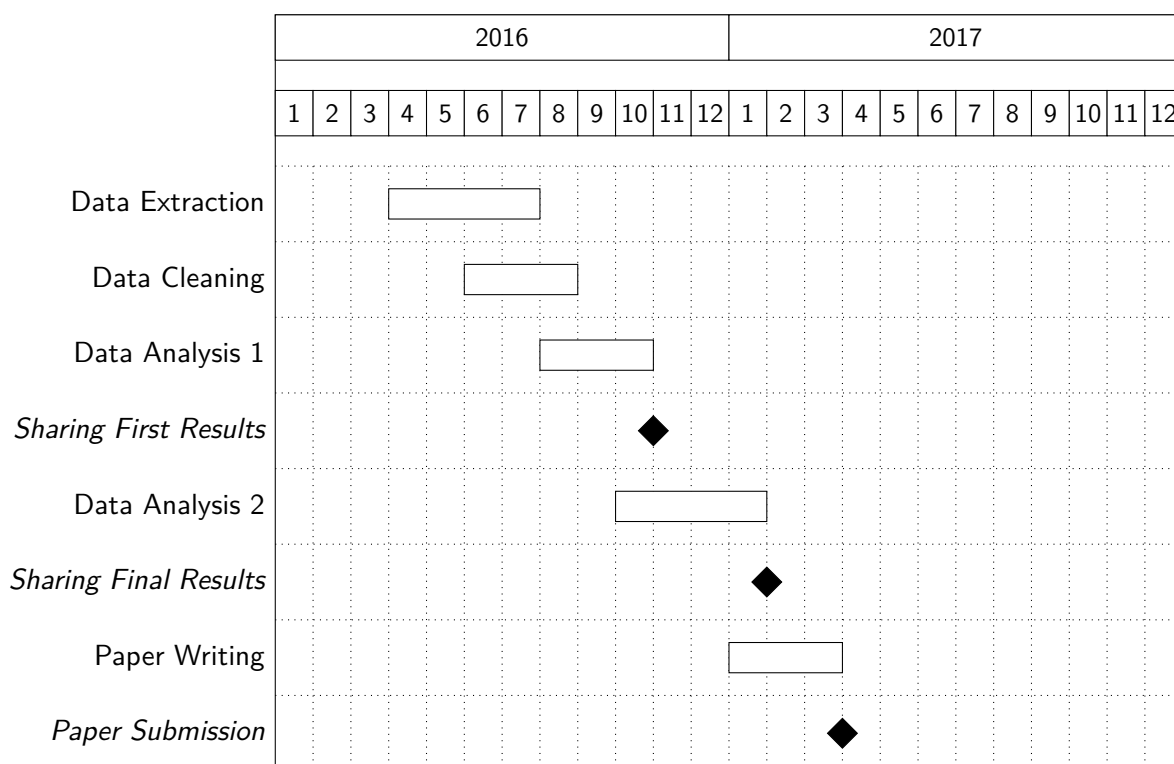 2016 2017
1 2 3 4 5 6 7 8 9 10 11 12 1 2 3 4 5 6 7 8 9 10 11 12
Data Extraction
Data Cleaning
Data Analysis 1
Sharing First Results
Data Analysis 2
Sharing Final Results
Paper Writing
Paper Submission